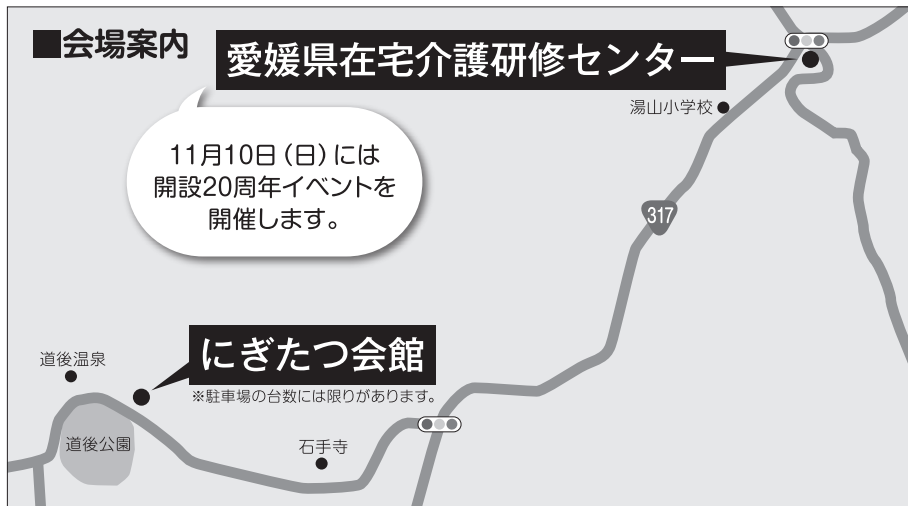 ■会場案内
愛媛県在宅介護研修センター
湯山小学校
11月10日（日）には
開設20周年イベントを
開催します。
317
にぎたつ会館
※駐車場の台数には限りがあります。
道後温泉
道後公園
石手寺